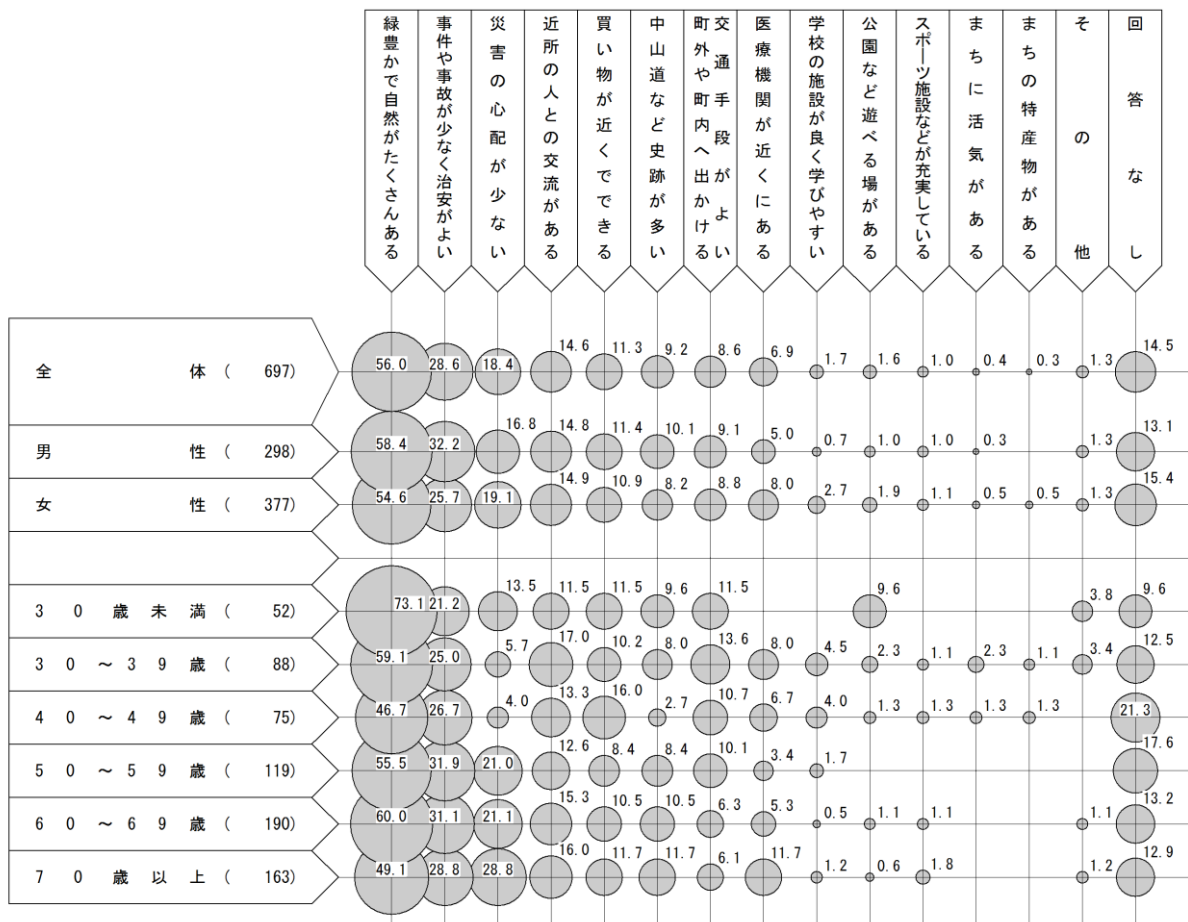 緑豊かで自然がたくさんある
事件や事故が少なく治安がよい
災害の心配が少ない
近所の人との交流がある
買い物が近くでできる
中山道など史跡が多い
交通手段がよい
町外や町内へ出かける
医療機関が近くにある
学校の施設が良く学びやすい
公園など遊べる場がある
スポーツ施設などが充実している
まちに活気がある
まちの特産物がある
その他
回答なし
全体(697) 56.0 28.6 18.4 14.6 11.3 9.2 8.6 6.9 1.7 1.6 1.0 0.4 0.3 1.3 14.5
男性(298) 58.4 32.2 16.8 14.8 11.4 10.1 9.1 5.0 0.7 1.0 1.0 0.3 1.3 13.1
女性(377) 54.6 25.7 19.1 14.9 10.9 8.2 8.8 8.0 2.7 1.9 1.1 0.5 0.5 1.3 15.4
30歳未満(52) 73.1 21.2 13.5 11.5 11.5 9.6 11.5 9.6 3.8 9.6
30~39歳(88) 59.1 25.0 5.7 17.0 10.2 8.0 13.6 8.0 4.5 2.3 1.1 2.3 1.1 3.4 12.5
40~49歳(75) 46.7 26.7 4.0 13.3 16.0 2.7 10.7 6.7 4.0 1.3 1.3 1.3 1.3 21.3
50~59歳(119) 55.5 31.9 21.0 12.6 8.4 8.4 10.1 3.4 1.7 17.6
60~69歳(190) 60.0 31.1 21.1 15.3 10.5 10.5 6.3 5.3 0.5 1.1 1.1 1.1 13.2
70歳以上(163) 49.1 28.8 28.8 16.0 11.7 11.7 6.1 11.7 1.2 0.6 1.8 1.2 12.9